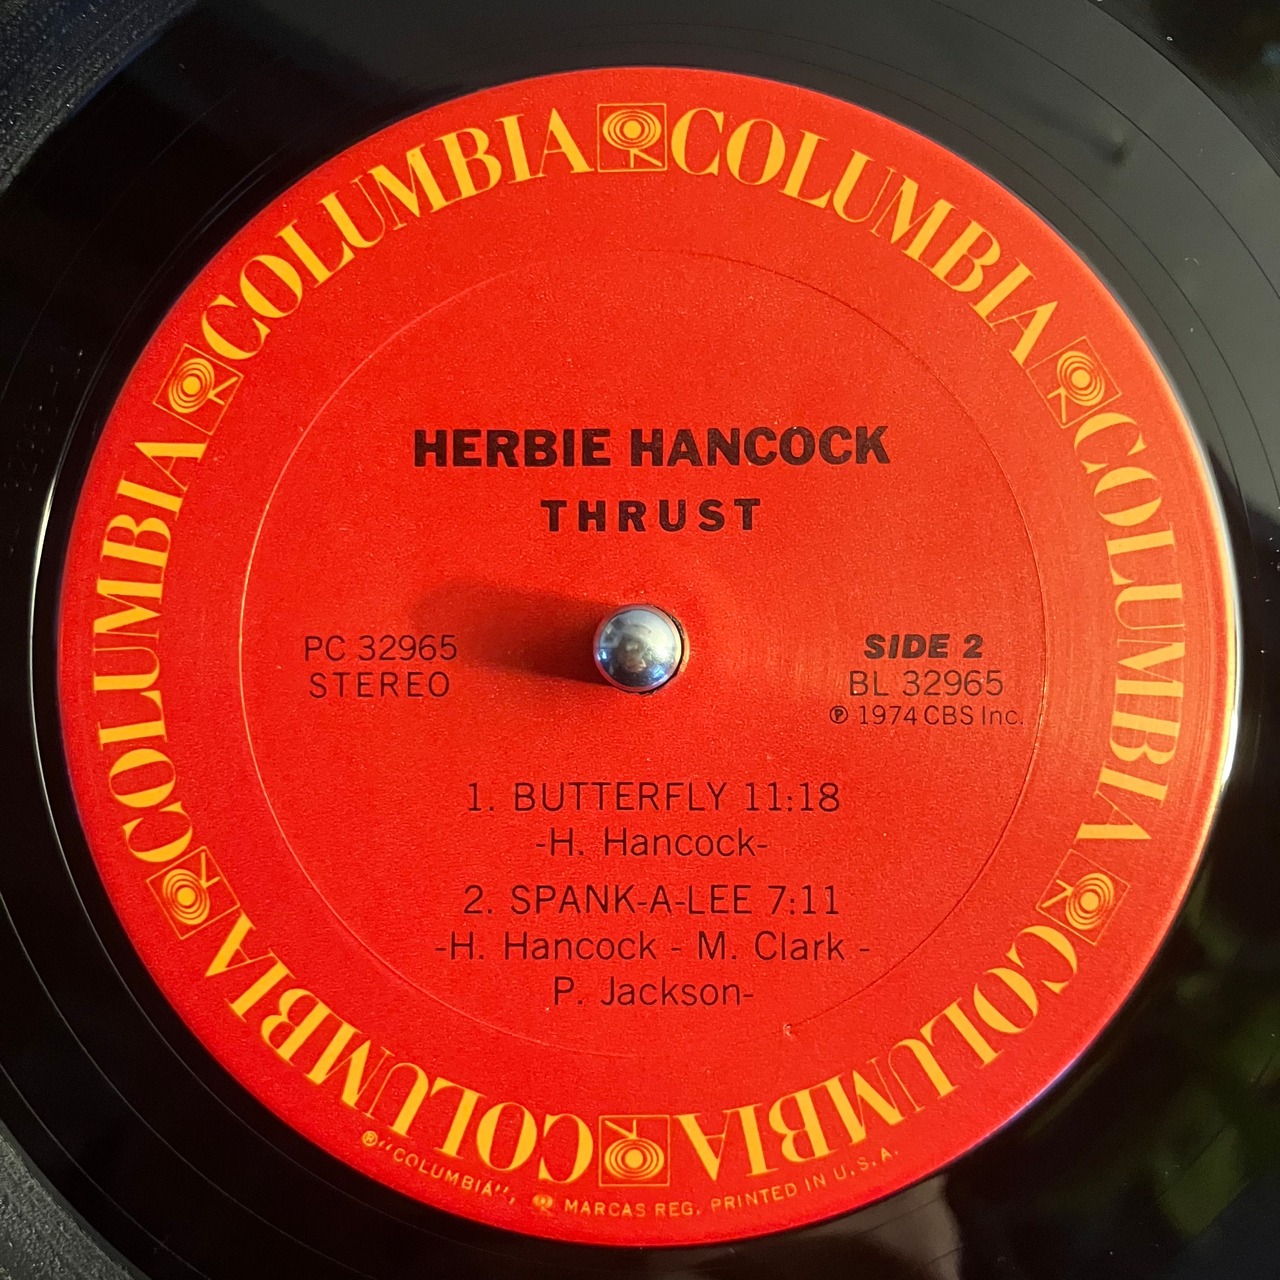 COLUMBIA COLUMBIA COLUMBIA COLUMBIA COLUMBIA COLUMBIA
HERBIE HANCOCK
THRUST
PC 32965
STEREO
SIDE 2
BL 32965
℗ 1974 CBS Inc.
1. BUTTERFLY 11:18
-H. Hancock-
2. SPANK-A-LEE 7:11
-H. Hancock - M. Clark -
P. Jackson-
®"COLUMBIA", MARCAS REG. PRINTED IN U.S.A.